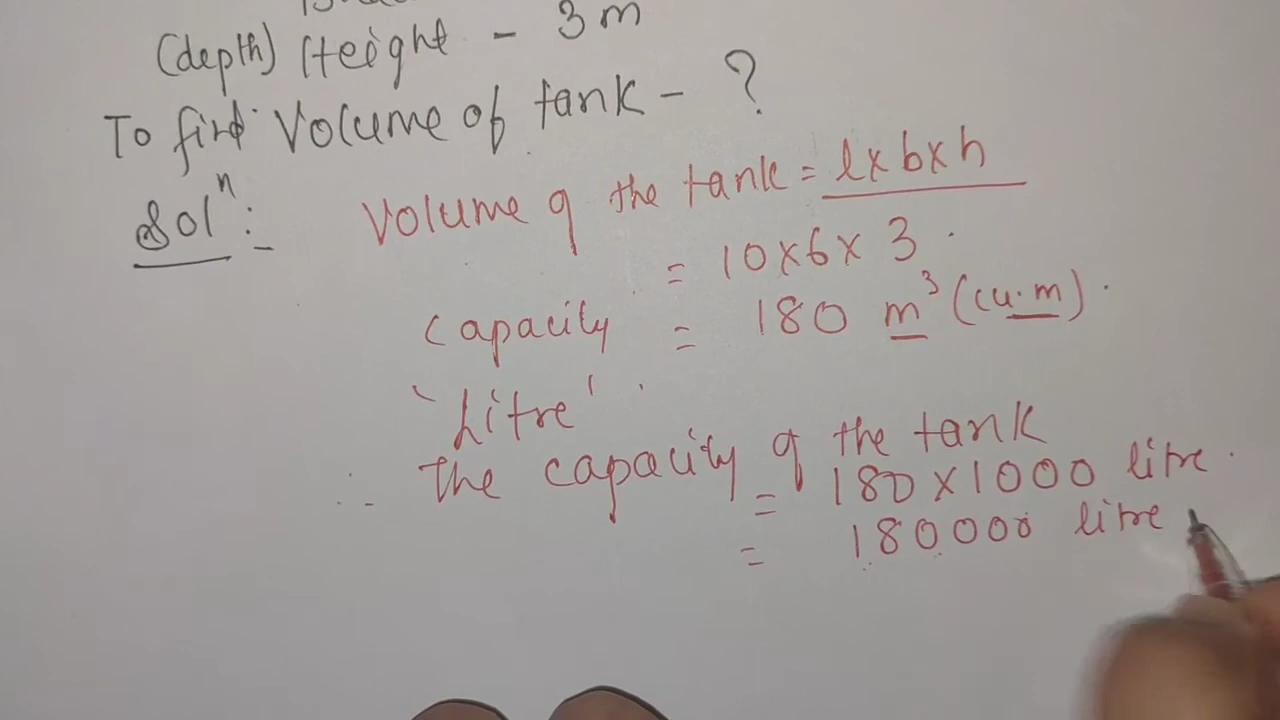 (depth) Height - 3 m
To find Volume of tank - ?
Solⁿ :- Volume of the tank = l x b x h
= 10 x 6 x 3 .
capacity = 180 m³ (cu.m) .
'Litre' .
∴ The capacity of the tank
= 180 x 1000 litre .
= 180000 litre